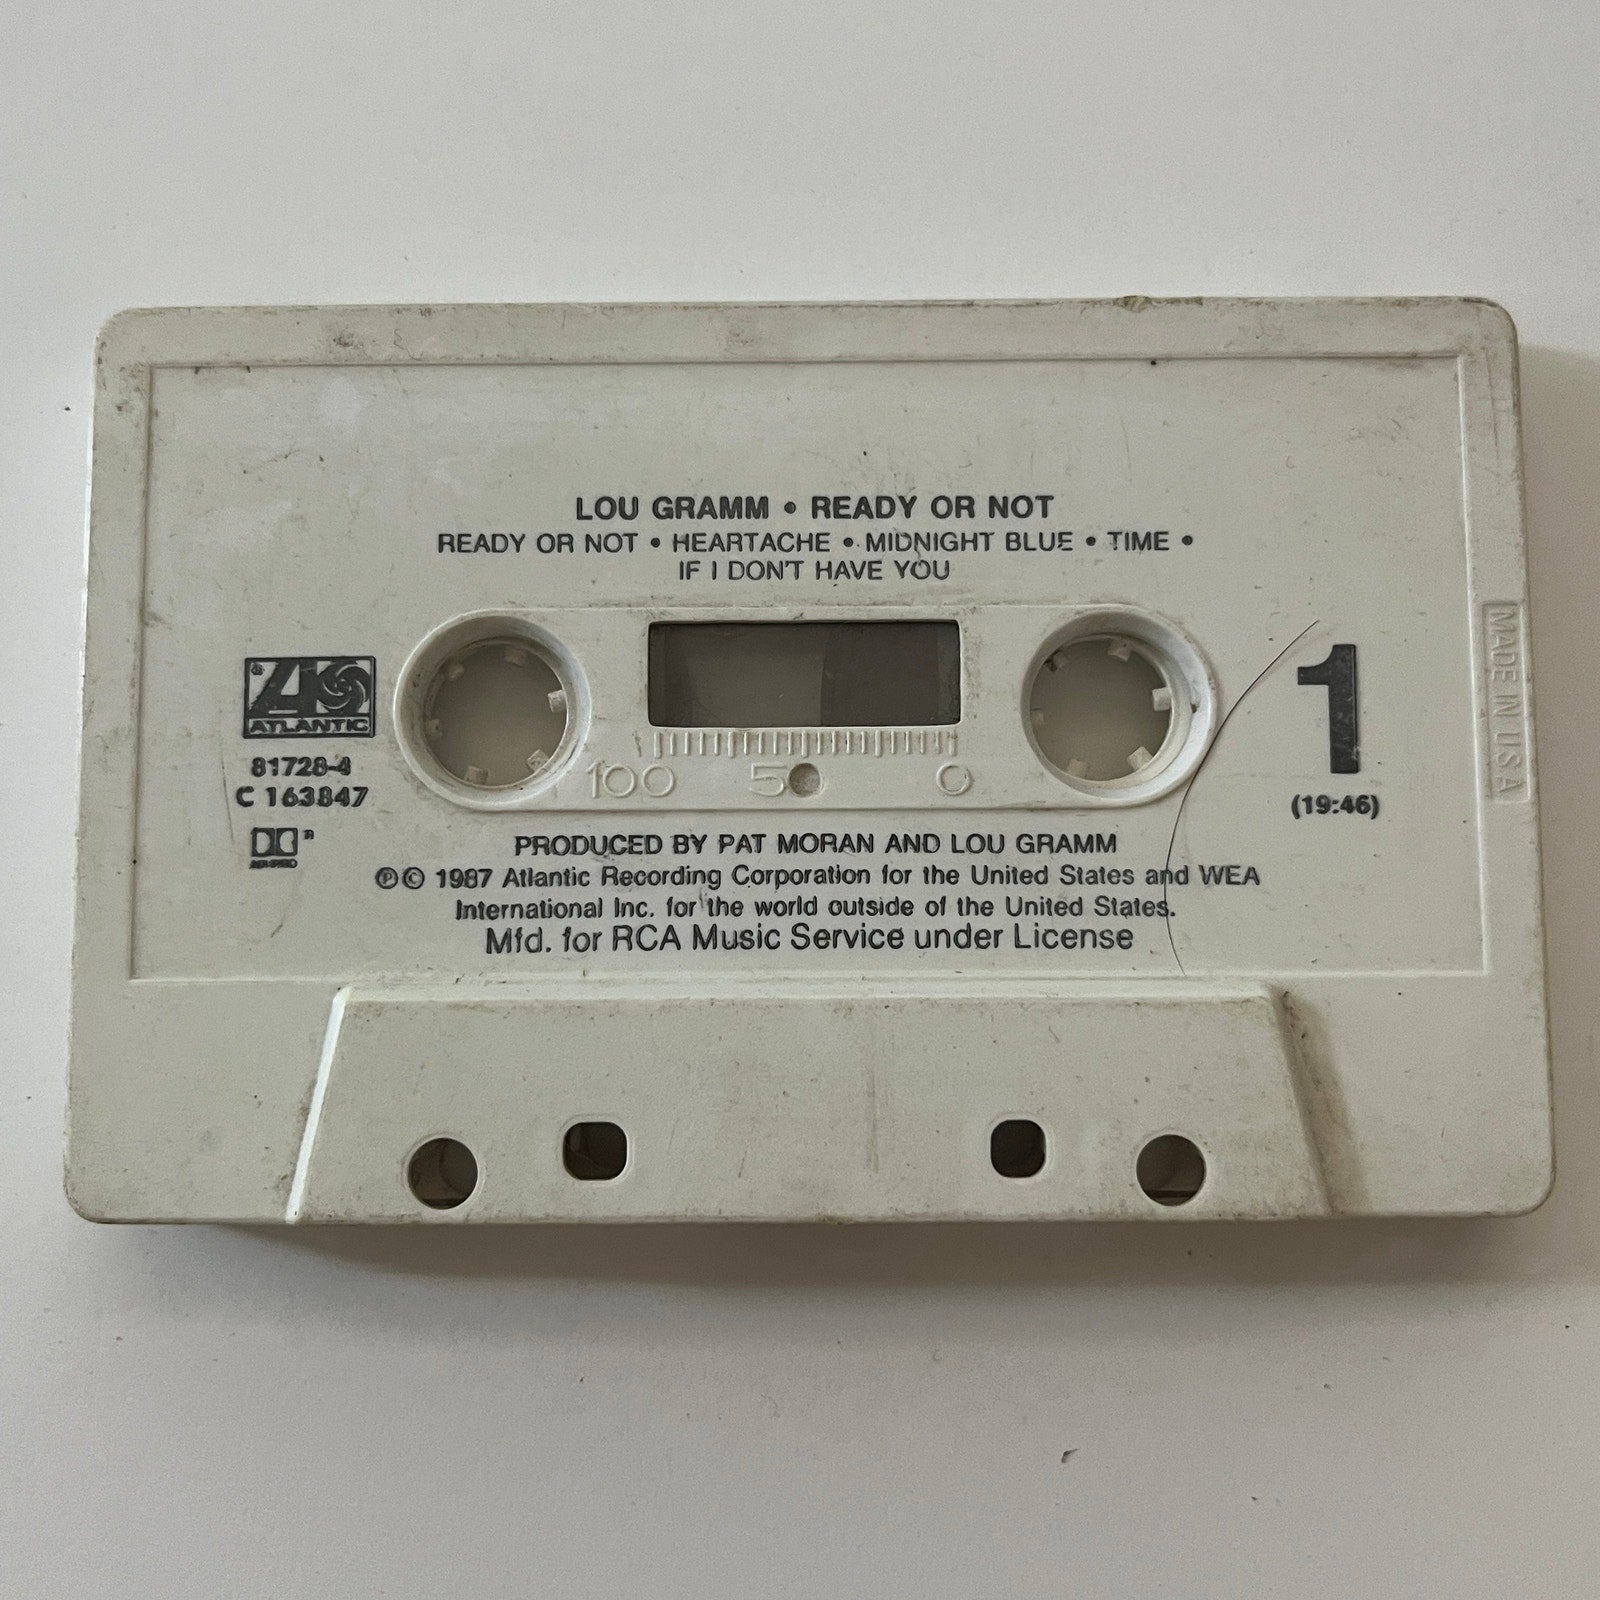 LOU GRAMM • READY OR NOT
READY OR NOT • HEARTACHE • MIDNIGHT BLUE • TIME •
IF I DON'T HAVE YOU
ATLANTIC
81728-4
C 163847
1
(19:46)
100 50 0
MADE IN U.S.A
PRODUCED BY PAT MORAN AND LOU GRAMM
℗© 1987 Atlantic Recording Corporation for the United States and WEA
International Inc. for the world outside of the United States.
Mfd. for RCA Music Service under License